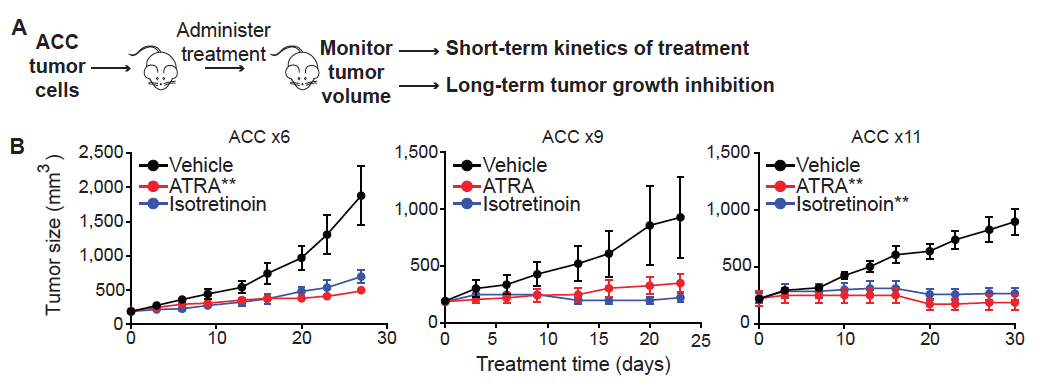 A
ACC
tumor
cells
Administer
treatment
Monitor
tumor
volume
Short-term kinetics of treatment
Long-term tumor growth inhibition
B
ACC x6
Tumor size (mm3)
2,500
2,000
1,500
1,000
500
0
Vehicle
ATRA**
Isotretinoin
0
10
20
30
ACC x9
1,500
1,000
500
0
Vehicle
ATRA
Isotretinoin
0
5
10
15
20
25
ACC x11
1,500
1,000
500
0
Vehicle
ATRA**
Isotretinoin**
0
10
20
30
Treatment time (days)